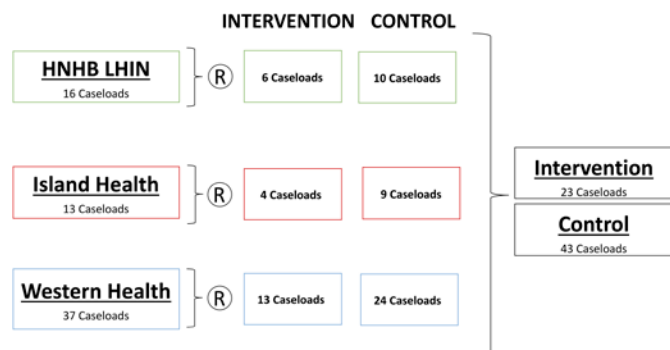 INTERVENTION CONTROL
HNHB LHIN
16 Caseloads
R
6 Caseloads
10 Caseloads
Island Health
13 Caseloads
R
4 Caseloads
9 Caseloads
Western Health
37 Caseloads
R
13 Caseloads
24 Caseloads
Intervention
23 Caseloads
Control
43 Caseloads